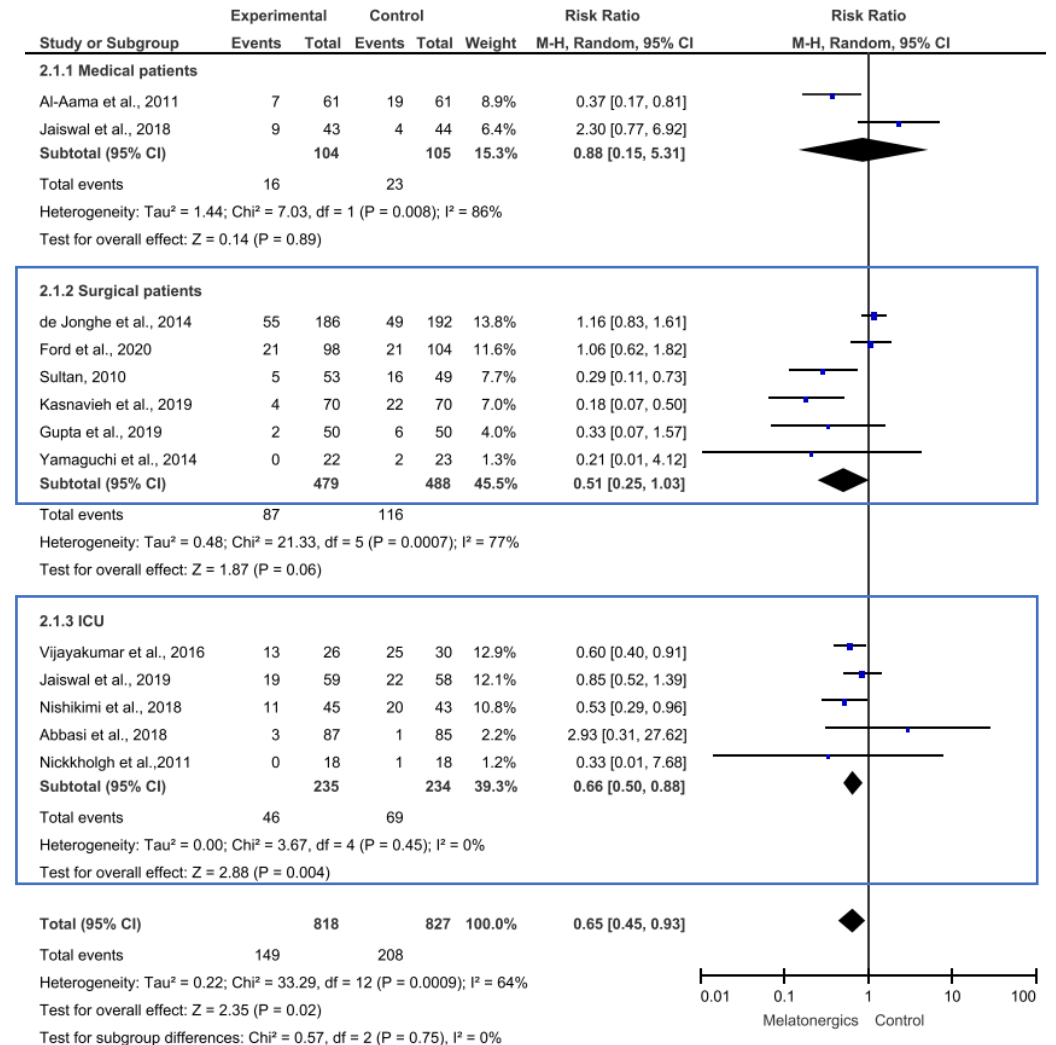 Experimental Control Risk Ratio Risk Ratio
Study or Subgroup Events Total Events Total Weight M-H, Random, 95% CI M-H, Random, 95% CI
2.1.1 Medical patients
Al-Aama et al., 2011 7 61 19 61 8.9% 0.37 [0.17, 0.81]
Jaiswal et al., 2018 9 43 4 44 6.4% 2.30 [0.77, 6.92]
Subtotal (95% CI) 104 105 15.3% 0.88 [0.15, 5.31]
Total events 16 23
Heterogeneity: Tau² = 1.44; Chi² = 7.03, df = 1 (P = 0.008); I² = 86%
Test for overall effect: Z = 0.14 (P = 0.89)
2.1.2 Surgical patients
de Jonghe et al., 2014 55 186 49 192 13.8% 1.16 [0.83, 1.61]
Ford et al., 2020 21 98 21 104 11.6% 1.06 [0.62, 1.82]
Sultan, 2010 5 53 16 49 7.7% 0.29 [0.11, 0.73]
Kasnavieh et al., 2019 4 70 22 70 7.0% 0.18 [0.07, 0.50]
Gupta et al., 2019 2 50 6 50 4.0% 0.33 [0.07, 1.57]
Yamaguchi et al., 2014 0 22 2 23 1.3% 0.21 [0.01, 4.12]
Subtotal (95% CI) 479 488 45.5% 0.51 [0.25, 1.03]
Total events 87 116
Heterogeneity: Tau² = 0.48; Chi² = 21.33, df = 5 (P = 0.0007); I² = 77%
Test for overall effect: Z = 1.87 (P = 0.06)
2.1.3 ICU
Vijayakumar et al., 2016 13 26 25 30 12.9% 0.60 [0.40, 0.91]
Jaiswal et al., 2019 19 59 22 58 12.1% 0.85 [0.52, 1.39]
Nishikimi et al., 2018 11 45 20 43 10.8% 0.53 [0.29, 0.96]
Abbasi et al., 2018 3 87 1 85 2.2% 2.93 [0.31, 27.62]
Nickkholgh et al.,2011 0 18 1 18 1.2% 0.33 [0.01, 7.68]
Subtotal (95% CI) 235 234 39.3% 0.66 [0.50, 0.88]
Total events 46 69
Heterogeneity: Tau² = 0.00; Chi² = 3.67, df = 4 (P = 0.45); I² = 0%
Test for overall effect: Z = 2.88 (P = 0.004)
Total (95% CI) 818 827 100.0% 0.65 [0.45, 0.93]
Total events 149 208
Heterogeneity: Tau² = 0.22; Chi² = 33.29, df = 12 (P = 0.0009); I² = 64%
Test for overall effect: Z = 2.35 (P = 0.02)
Test for subgroup differences: Chi² = 0.57, df = 2 (P = 0.75), I² = 0%
0.01 0.1 1 10 100
Melatonergics Control